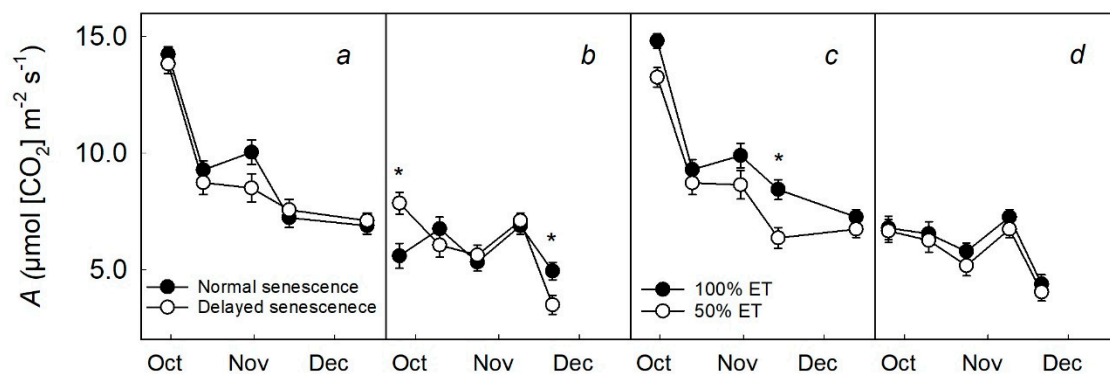 15.0
10.0
5.0
A (µmol [CO₂] m⁻² s⁻¹)
a
b
c
d
*
*
*
Normal senescence
Delayed senescenece
100% ET
50% ET
Oct Nov Dec Oct Nov Dec Oct Nov Dec Oct Nov Dec